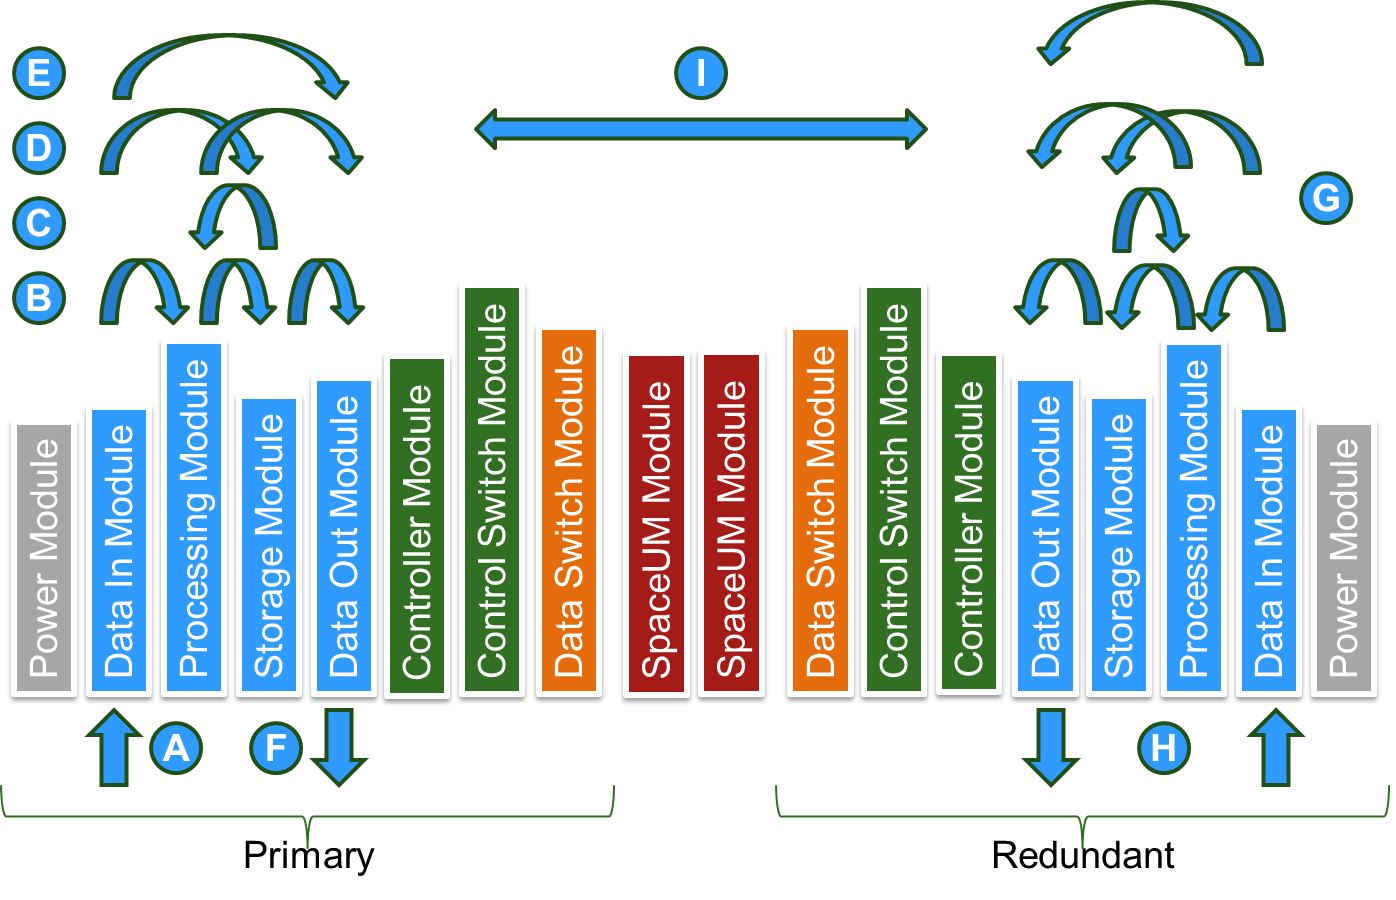 E
I
D
C
G
B
Power Module
Data In Module
Processing Module
Storage Module
Data Out Module
Controller Module
Control Switch Module
Data Switch Module
SpaceUM Module
SpaceUM Module
Data Switch Module
Control Switch Module
Controller Module
Data Out Module
Storage Module
Processing Module
Data In Module
Power Module
A
F
H
Primary
Redundant